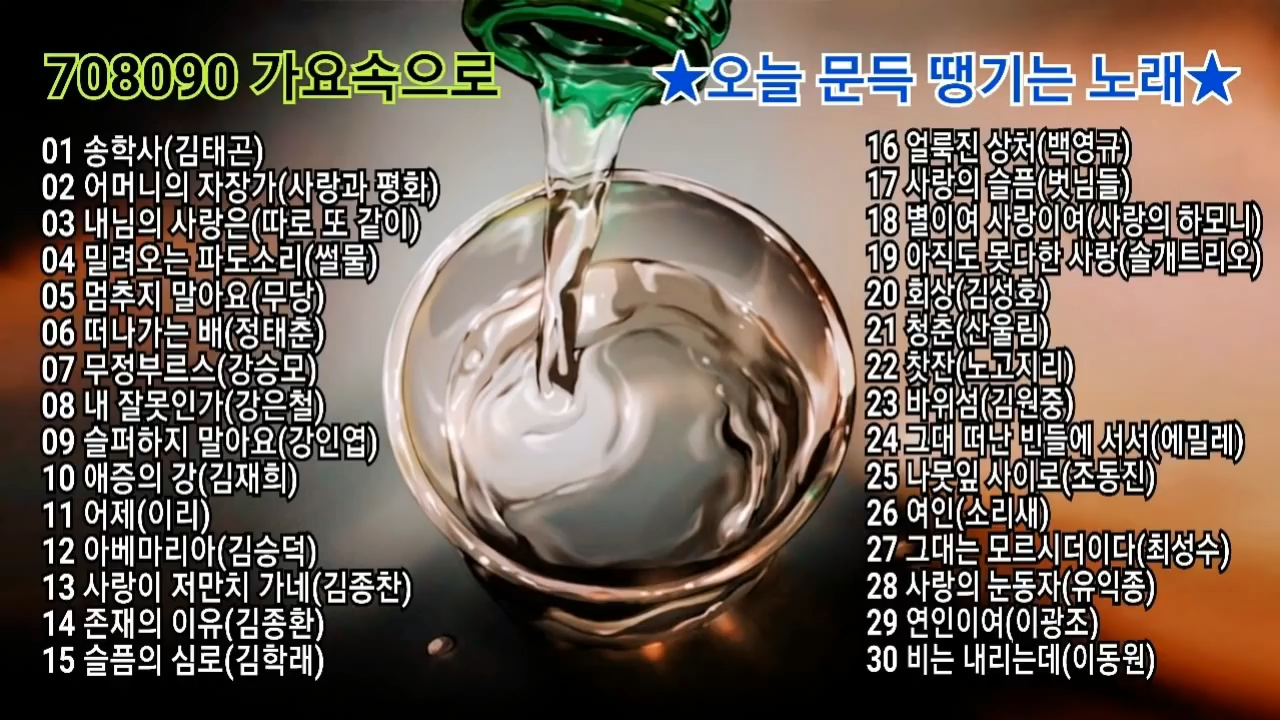 708090 가요속으로
★오늘 문득 땡기는 노래★
01 송학사(김태곤)
02 어머니의 자장가(사랑과 평화)
03 내님의 사랑은(따로 또 같이)
04 밀려오는 파도소리(썰물)
05 멈추지 말아요(무당)
06 떠나가는 배(정태춘)
07 무정부르스(강승모)
08 내 잘못인가(강은철)
09 슬퍼하지 말아요(강인엽)
10 애증의 강(김재희)
11 어제(이리)
12 아베마리아(김승덕)
13 사랑이 저만치 가네(김종찬)
14 존재의 이유(김종환)
15 슬픔의 심로(김학래)
16 얼룩진 상처(백영규)
17 사랑의 슬픔(벗님들)
18 별이여 사랑이여(사랑의 하모니)
19 아직도 못다한 사랑(솔개트리오)
20 회상(김성호)
21 청춘(산울림)
22 찻잔(노고지리)
23 바위섬(김원중)
24 그대 떠난 빈들에 서서(에밀레)
25 나뭇잎 사이로(조동진)
26 여인(소리새)
27 그대는 모르시더이다(최성수)
28 사랑의 눈동자(유익종)
29 연인이여(이광조)
30 비는 내리는데(이동원)